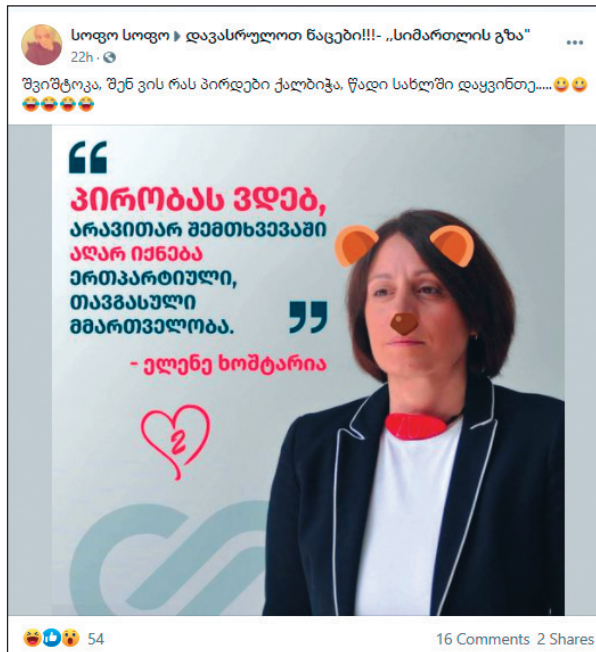 სოფო სოფო ▸ დავასრულოთ ნაცები!!!- ,,სიმართლის გზა"
22h ·
შვიშტოკა, შენ ვის რას პირდები ქალბიჭა, წადი სახლში დაყვინთე.....😀😀
😂😂😂😂
“
პირობას ვდებ,
არავითარ შემთხვევაში
აღარ იქნება
ერთპარტიული,
თავგასული
მმართველობა.
”
- ელენე ხოშტარია
2
54
16 Comments 2 Shares